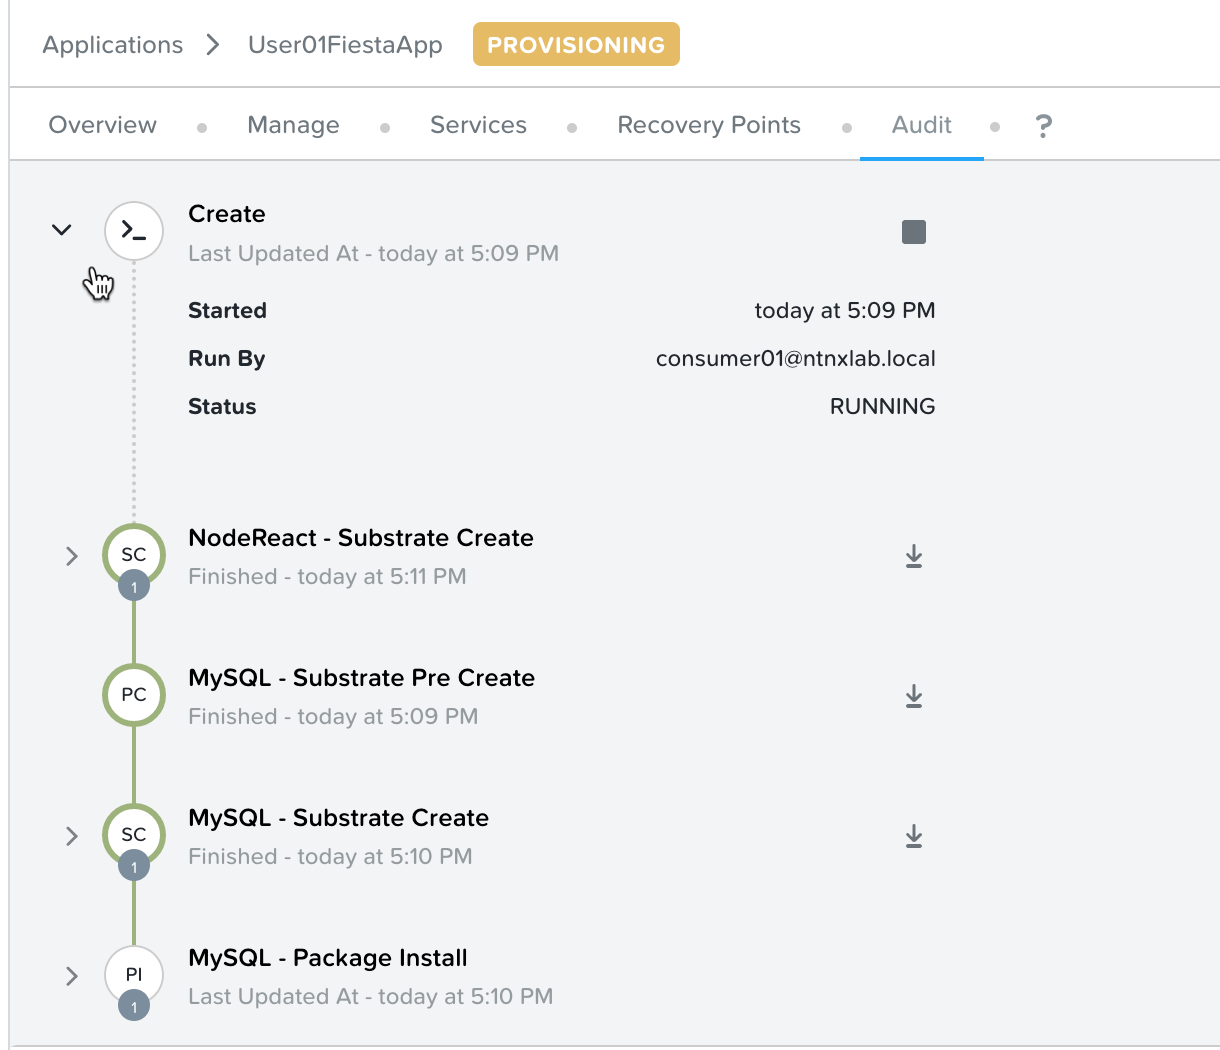 Applications > User01FiestaApp PROVISIONING
Overview • Manage • Services • Recovery Points • Audit • ?
>_
Create
Last Updated At - today at 5:09 PM
Started today at 5:09 PM
Run By consumer01@ntnxlab.local
Status RUNNING
SC
1
NodeReact - Substrate Create
Finished - today at 5:11 PM
PC
MySQL - Substrate Pre Create
Finished - today at 5:09 PM
SC
1
MySQL - Substrate Create
Finished - today at 5:10 PM
PI
1
MySQL - Package Install
Last Updated At - today at 5:10 PM